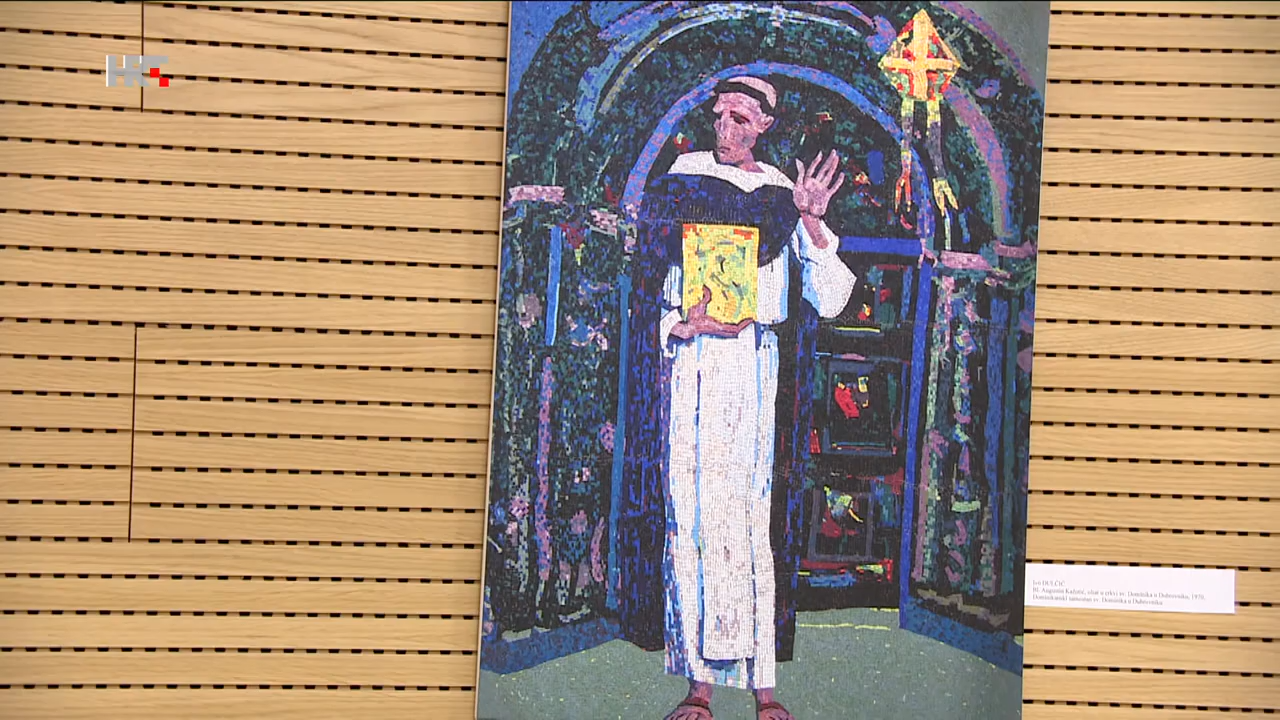 HRT
Ivo DULČIĆ
Bl. Augustin Kažotić, oltar u crkvi sv. Dominika u Dubrovniku, 1970.
Dominikanski samostan sv. Dominika u Dubrovniku